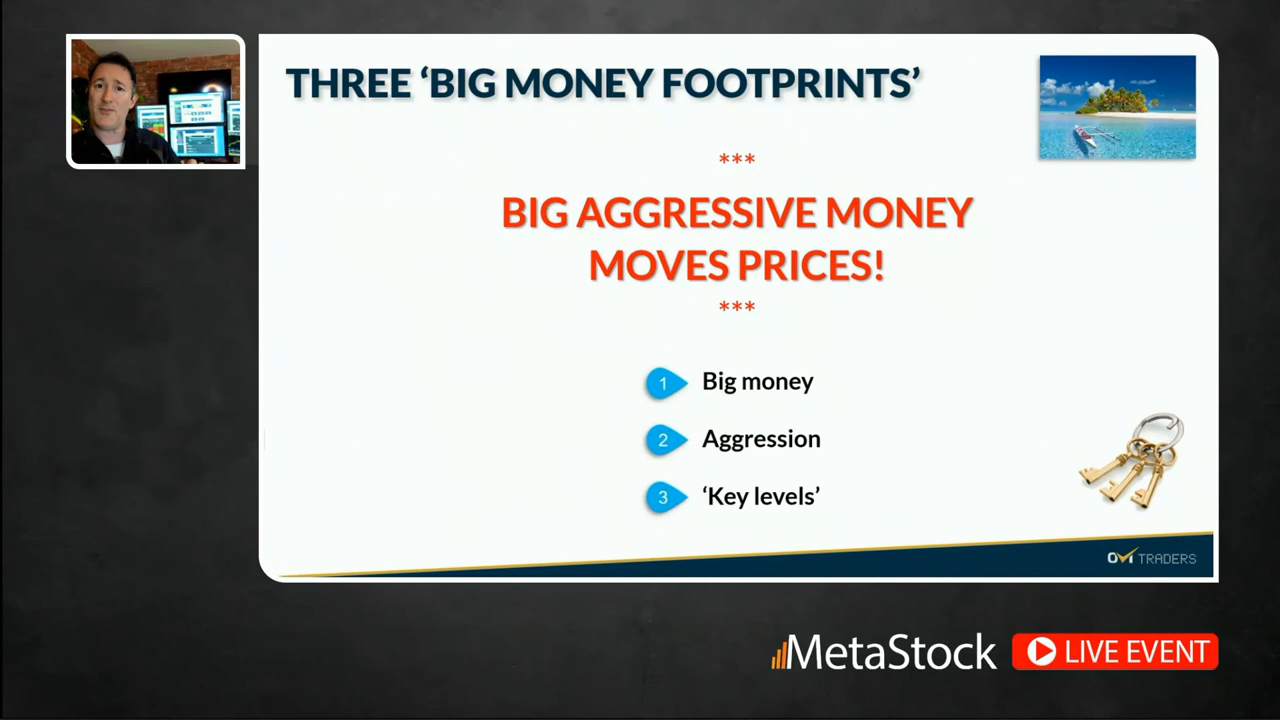 THREE ‘BIG MONEY FOOTPRINTS’
***
BIG AGGRESSIVE MONEY
MOVES PRICES!
***
1 Big money
2 Aggression
3 ‘Key levels’
OVI TRADERS
MetaStock LIVE EVENT